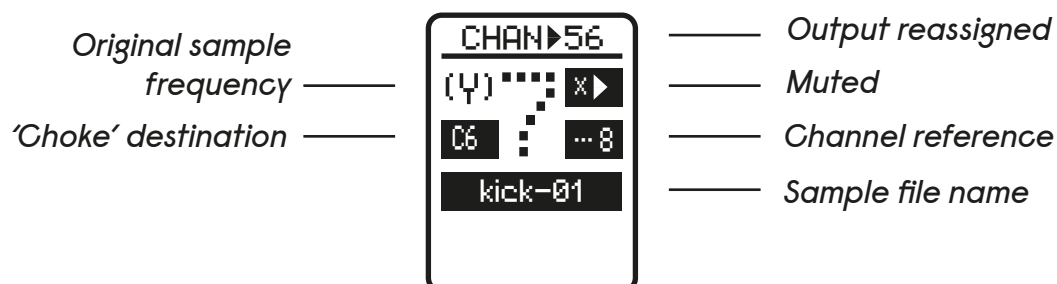 Original sample
frequency
'Choke' destination
CHAN▶56
(Y) 7 X▶
C6 ...8
kick-01
Output reassigned
Muted
Channel reference
Sample file name